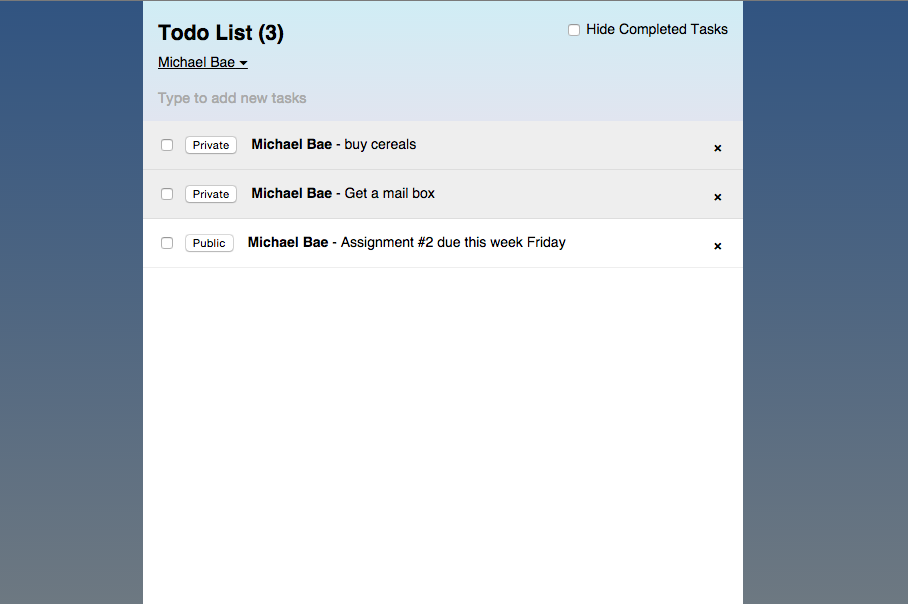 Todo List (3)
Hide Completed Tasks
Michael Bae
Type to add new tasks
Private Michael Bae - buy cereals ×
Private Michael Bae - Get a mail box ×
Public Michael Bae - Assignment #2 due this week Friday ×